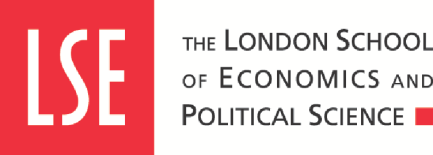 LSE
THE LONDON SCHOOL
OF ECONOMICS AND
POLITICAL SCIENCE